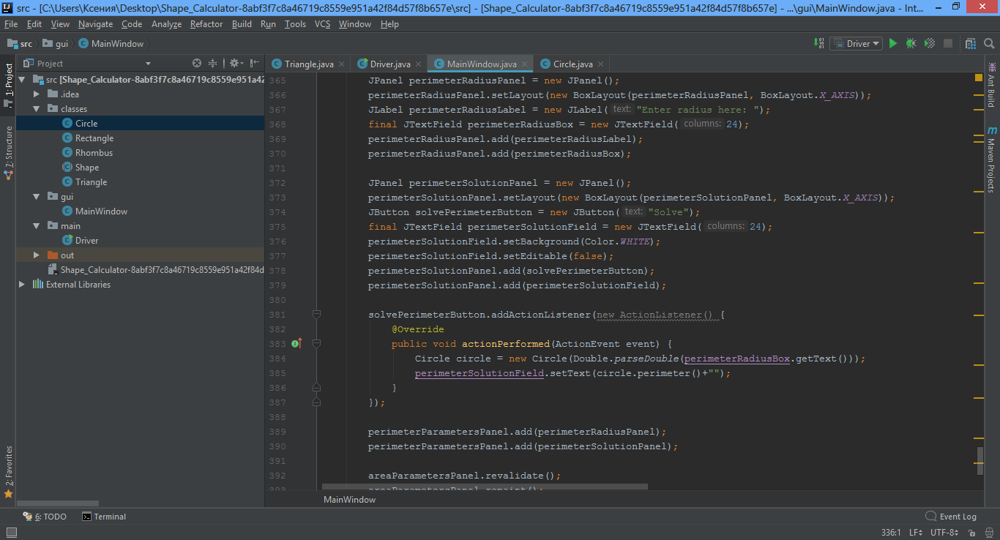 src - [C:\Users\Ксения\Desktop\Shape_Calculator-8abf3f7c8a46719c8559e951a42f84d57f8b657e\src] - [Shape_Calculator-8abf3f7c8a46719c8559e951a42f84d57f8b657e] - ...\gui\MainWindow.java - Int...
File Edit View Navigate Code Analyze Refactor Build Run Tools VCS Window Help
src gui MainWindow Driver
Project
Triangle.java Driver.java MainWindow.java Circle.java
1: Project
7: Structure
2: Favorites
src [Shape_Calculator-8abf3f7c8a46719c8559e951a42
.idea
classes
Circle
Rectangle
Rhombus
Shape
Triangle
gui
MainWindow
main
Driver
out
Shape_Calculator-8abf3f7c8a46719c8559e951a42f84d
External Libraries
365 JPanel perimeterRadiusPanel = new JPanel();
366 perimeterRadiusPanel.setLayout(new BoxLayout(perimeterRadiusPanel, BoxLayout.X_AXIS));
367 JLabel perimeterRadiusLabel = new JLabel( text: "Enter radius here: ");
368 final JTextField perimeterRadiusBox = new JTextField( columns: 24);
369 perimeterRadiusPanel.add(perimeterRadiusLabel);
370 perimeterRadiusPanel.add(perimeterRadiusBox);
371
372 JPanel perimeterSolutionPanel = new JPanel();
373 perimeterSolutionPanel.setLayout(new BoxLayout(perimeterSolutionPanel, BoxLayout.X_AXIS));
374 JButton solvePerimeterButton = new JButton( text: "Solve");
375 final JTextField perimeterSolutionField = new JTextField( columns: 24);
376 perimeterSolutionField.setBackground(Color.WHITE);
377 perimeterSolutionField.setEditable(false);
378 perimeterSolutionPanel.add(solvePerimeterButton);
379 perimeterSolutionPanel.add(perimeterSolutionField);
380
381 solvePerimeterButton.addActionListener(new ActionListener() {
382 @Override
383 public void actionPerformed(ActionEvent event) {
384 Circle circle = new Circle(Double.parseDouble(perimeterRadiusBox.getText()));
385 perimeterSolutionField.setText(circle.perimeter()+"");
386 }
387 });
388
389 perimeterParametersPanel.add(perimeterRadiusPanel);
390 perimeterParametersPanel.add(perimeterSolutionPanel);
391
392 areaParametersPanel.revalidate();
393 areaParametersPanel.repaint();
MainWindow
Ant Build
m Maven Projects
6: TODO Terminal Event Log
336:1 LF UTF-8